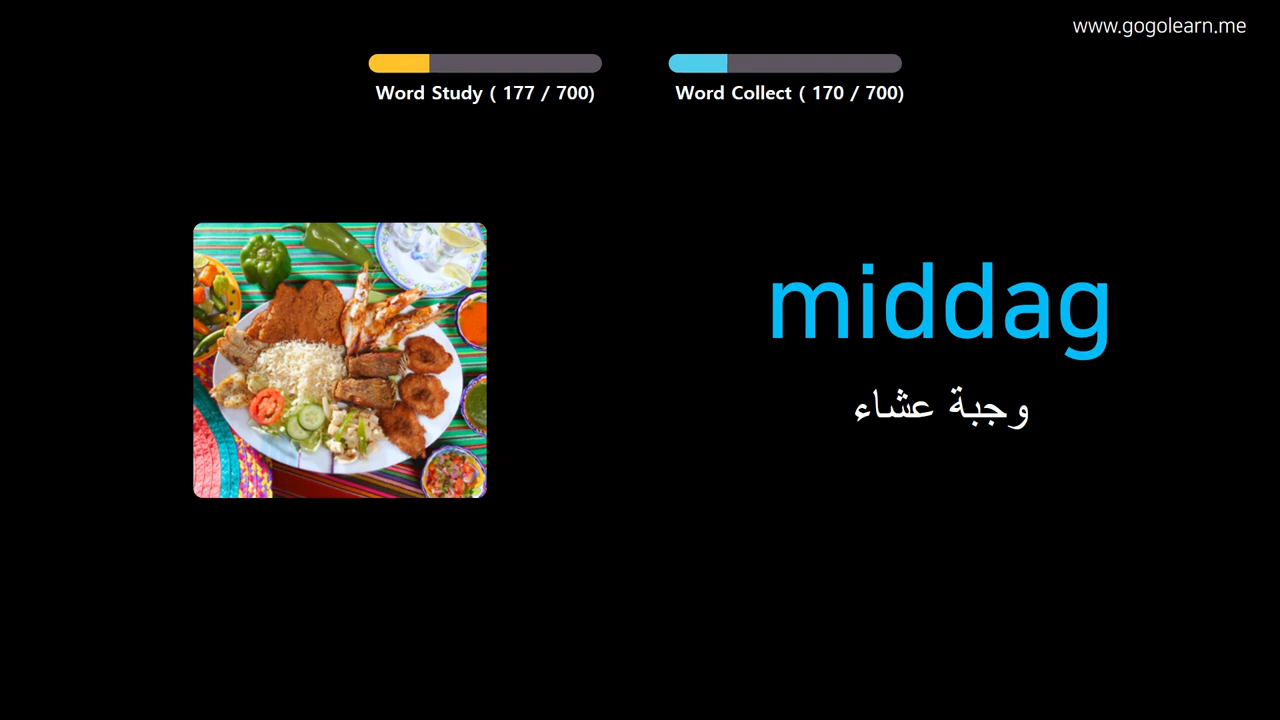 www.gogolearn.me
Word Study ( 177 / 700)
Word Collect ( 170 / 700)
middag
وجبة عشاء